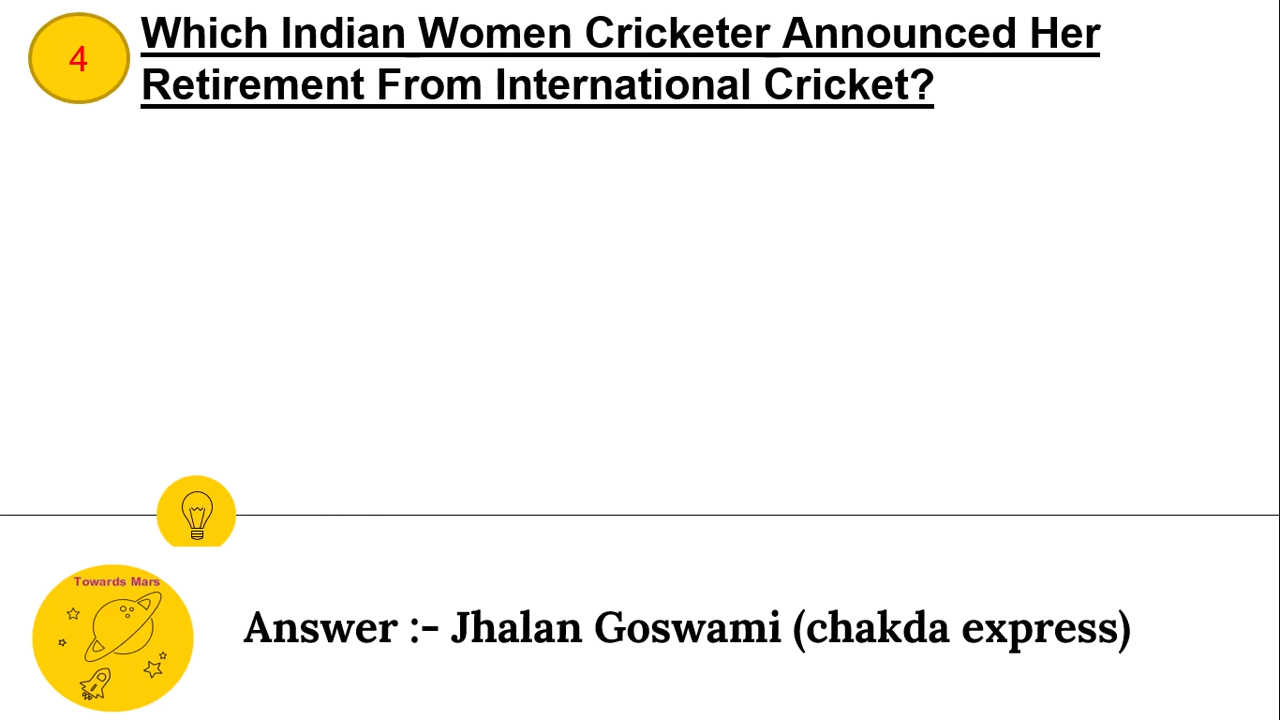 4
Which Indian Women Cricketer Announced Her
Retirement From International Cricket?
Towards Mars
Answer :- Jhalan Goswami (chakda express)